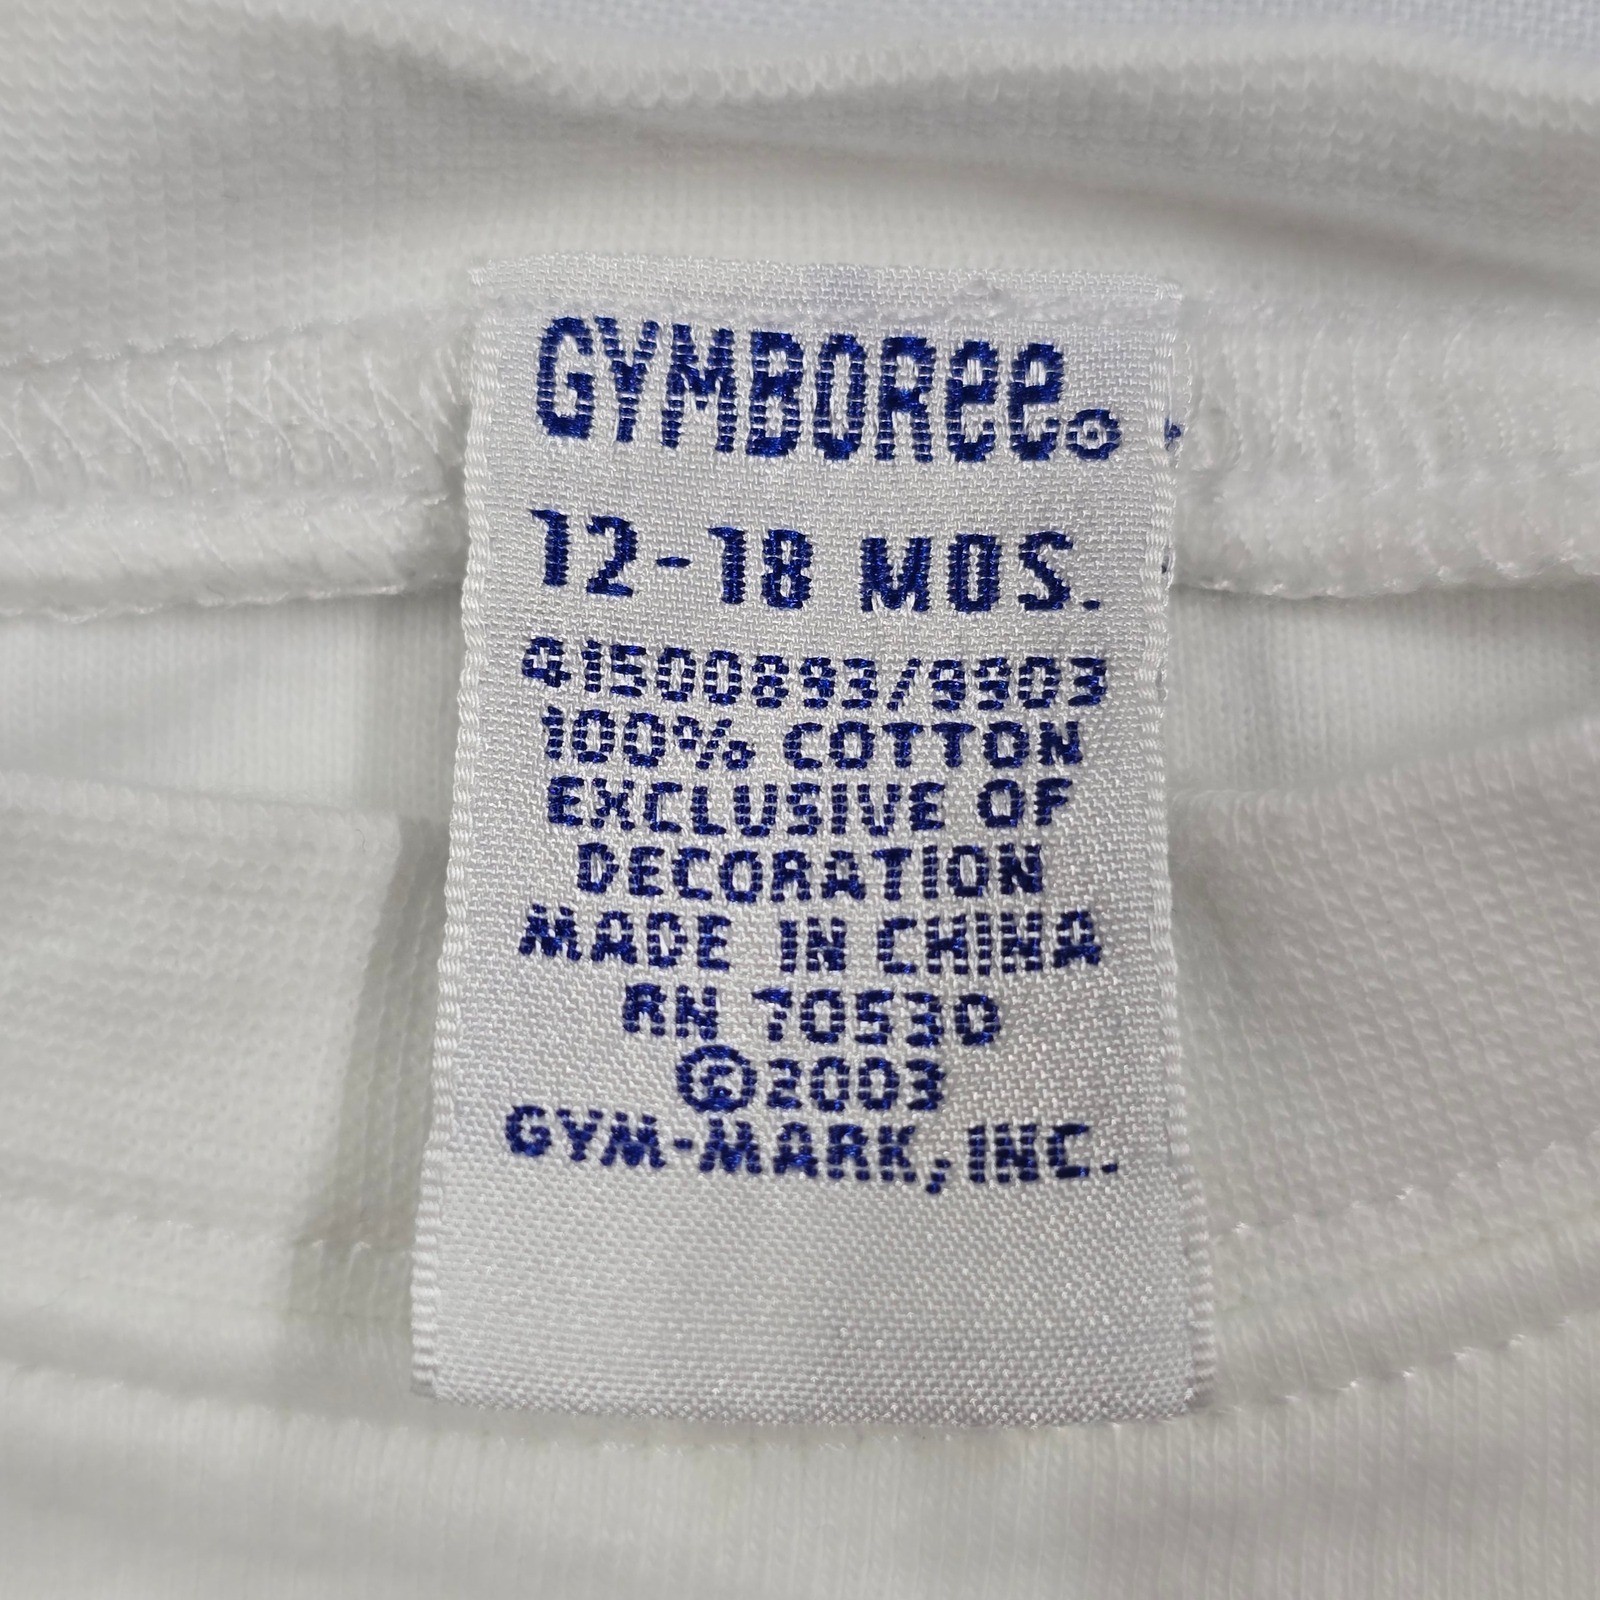 GYMBOREE®
12-18 MOS.
41500893/9903
100% COTTON
EXCLUSIVE OF
DECORATION
MADE IN CHINA
RN 70530
©2003
GYM-MARK, INC.